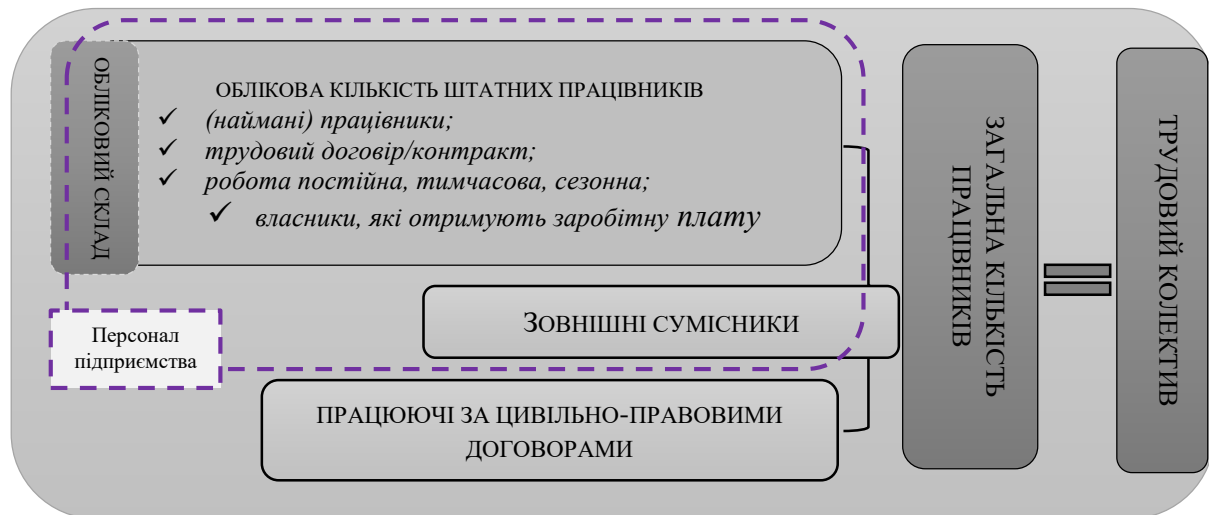 ОБЛІКОВИЙ СКЛАД
ОБЛІКОВА КІЛЬКІСТЬ ШТАТНИХ ПРАЦІВНИКІВ
✓ (наймані) працівники;
✓ трудовий договір/контракт;
✓ робота постійна, тимчасова, сезонна;
✓ власники, які отримують заробітну плату
ЗОВНІШНІ СУМІСНИКИ
Персонал
підприємства
ПРАЦЮЮЧІ ЗА ЦИВІЛЬНО-ПРАВОВИМИ
ДОГОВОРАМИ
ЗАГАЛЬНА КІЛЬКІСТЬ
ПРАЦІВНИКІВ
ТРУДОВИЙ КОЛЕКТИВ